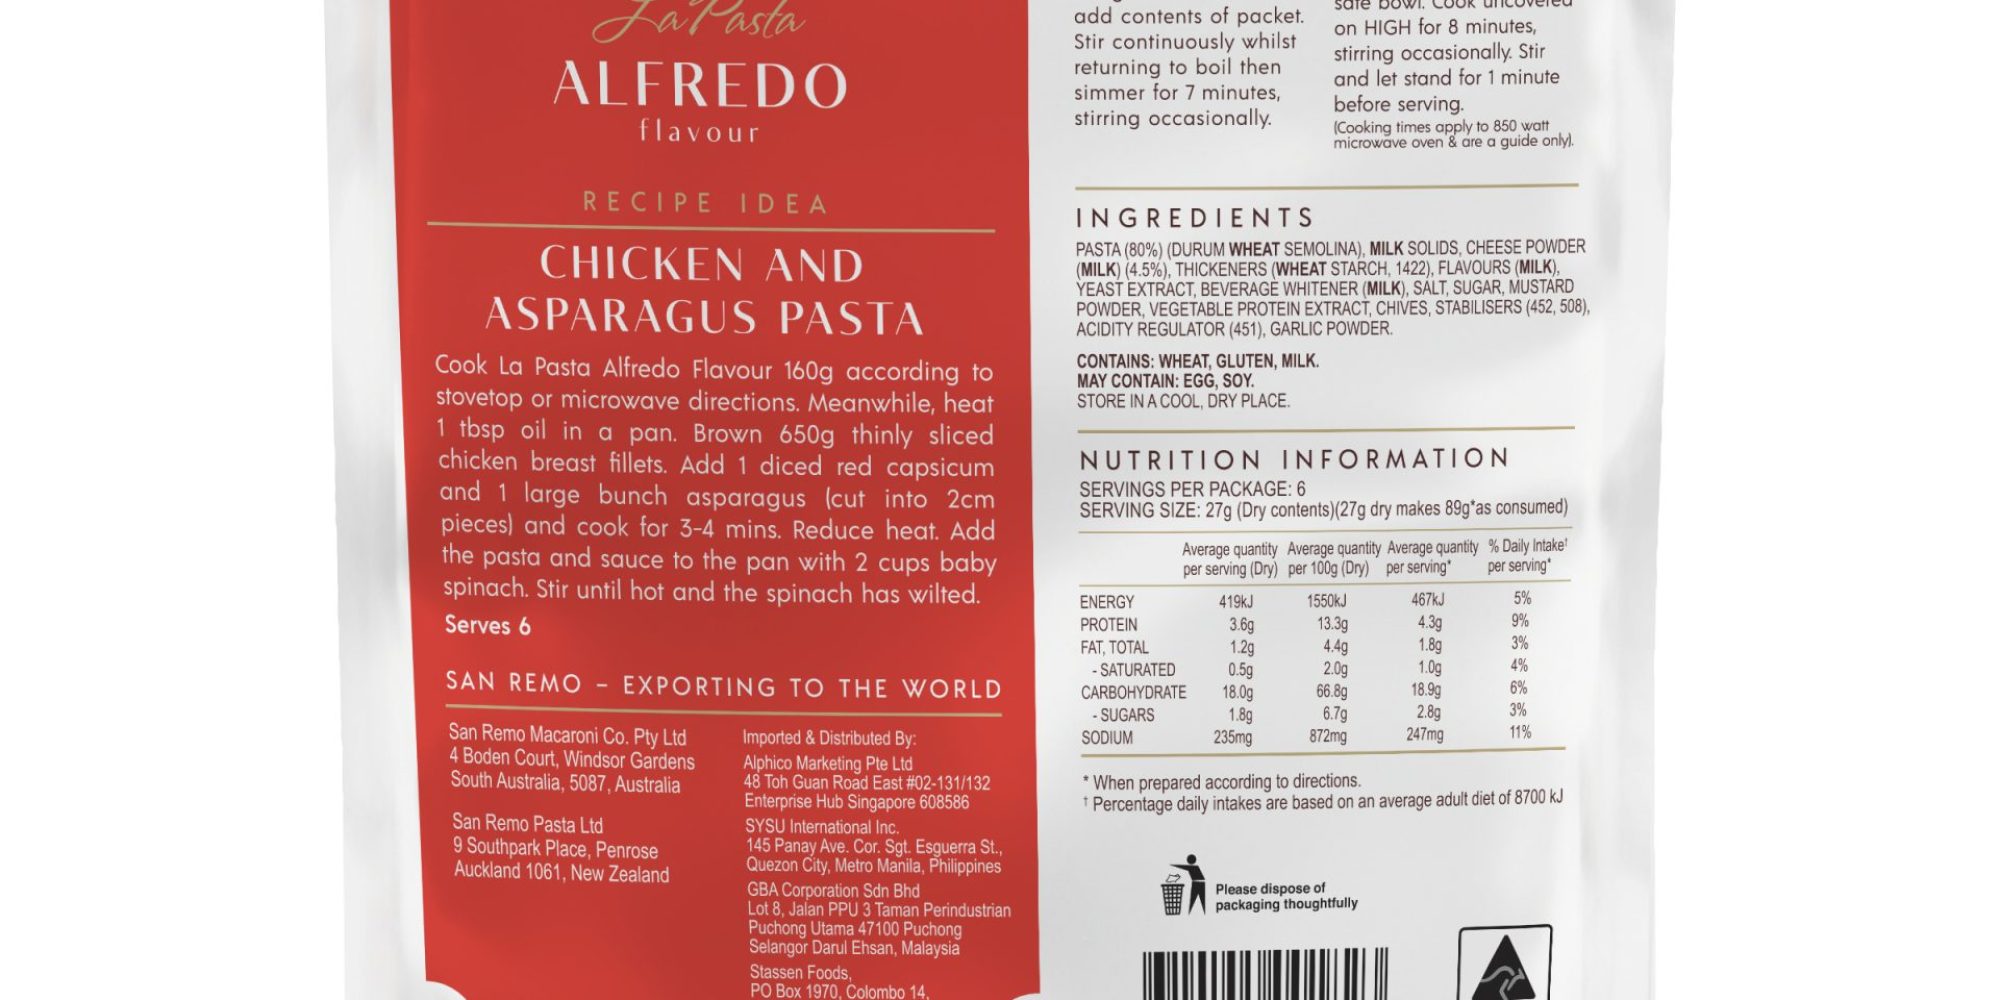 La Pasta
ALFREDO
flavour
RECIPE IDEA
CHICKEN AND
ASPARAGUS PASTA
Cook La Pasta Alfredo Flavour 160g according to
stovetop or microwave directions. Meanwhile, heat
1 tbsp oil in a pan. Brown 650g thinly sliced
chicken breast fillets. Add 1 diced red capsicum
and 1 large bunch asparagus (cut into 2cm
pieces) and cook for 3-4 mins. Reduce heat. Add
the pasta and sauce to the pan with 2 cups baby
spinach. Stir until hot and the spinach has wilted.
Serves 6
SAN REMO – EXPORTING TO THE WORLD
San Remo Macaroni Co. Pty Ltd
4 Boden Court, Windsor Gardens
South Australia, 5087, Australia
San Remo Pasta Ltd
9 Southpark Place, Penrose
Auckland 1061, New Zealand
Imported & Distributed By:
Alphico Marketing Pte Ltd
48 Toh Guan Road East #02-131/132
Enterprise Hub Singapore 608586
SYSU International Inc.
145 Panay Ave. Cor. Sgt. Esguerra St.,
Quezon City, Metro Manila, Philippines
GBA Corporation Sdn Bhd
Lot 8, Jalan PPU 3 Taman Perindustrian
Puchong Utama 47100 Puchong
Selangor Darul Ehsan, Malaysia
Stassen Foods,
PO Box 1970, Colombo 14,
add contents of packet.
Stir continuously whilst
returning to boil then
simmer for 7 minutes,
stirring occasionally.
safe bowl. Cook uncovered
on HIGH for 8 minutes,
stirring occasionally. Stir
and let stand for 1 minute
before serving.
(Cooking times apply to 850 watt
microwave oven & are a guide only).
INGREDIENTS
PASTA (80%) (DURUM WHEAT SEMOLINA), MILK SOLIDS, CHEESE POWDER
(MILK) (4.5%), THICKENERS (WHEAT STARCH, 1422), FLAVOURS (MILK),
YEAST EXTRACT, BEVERAGE WHITENER (MILK), SALT, SUGAR, MUSTARD
POWDER, VEGETABLE PROTEIN EXTRACT, CHIVES, STABILISERS (452, 508),
ACIDITY REGULATOR (451), GARLIC POWDER.
CONTAINS: WHEAT, GLUTEN, MILK.
MAY CONTAIN: EGG, SOY.
STORE IN A COOL, DRY PLACE.
NUTRITION INFORMATION
SERVINGS PER PACKAGE: 6
SERVING SIZE: 27g (Dry contents)(27g dry makes 89g*as consumed)
Average quantity Average quantity Average quantity % Daily Intake†
per serving (Dry) per 100g (Dry) per serving* per serving*
ENERGY 419kJ 1550kJ 467kJ 5%
PROTEIN 3.6g 13.3g 4.3g 9%
FAT, TOTAL 1.2g 4.4g 1.8g 3%
- SATURATED 0.5g 2.0g 1.0g 4%
CARBOHYDRATE 18.0g 66.8g 18.9g 6%
- SUGARS 1.8g 6.7g 2.8g 3%
SODIUM 235mg 872mg 247mg 11%
* When prepared according to directions.
† Percentage daily intakes are based on an average adult diet of 8700 kJ
Please dispose of
packaging thoughtfully